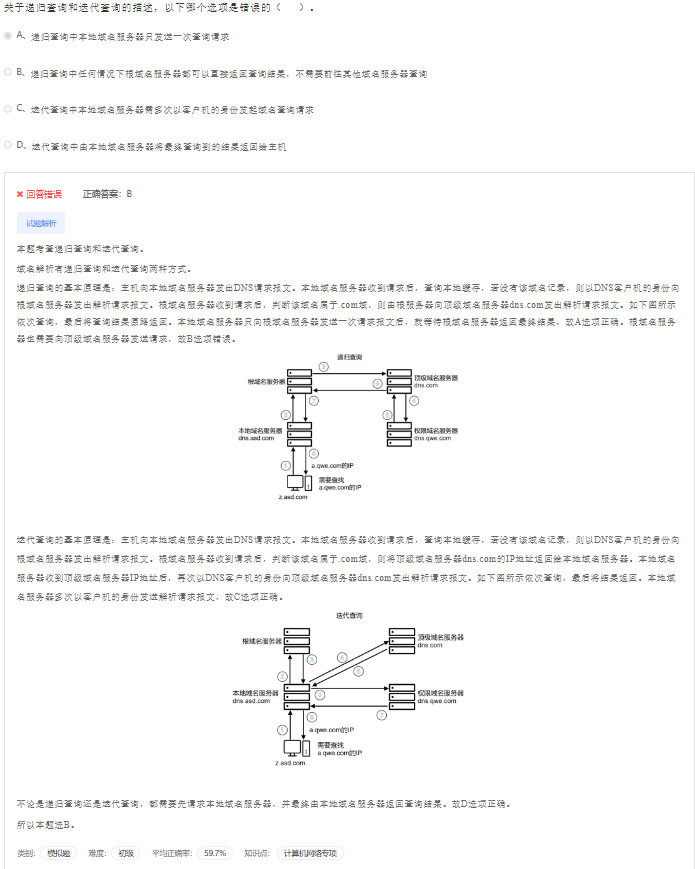 关于递归查询和迭代查询的描述，以下哪个选项是错误的（　　）。
A、递归查询中本地域名服务器只发送一次查询请求
B、递归查询中任何情况下根域名服务器都可以直接返回查询结果，不需要前往其他域名服务器查询
C、迭代查询中本地域名服务器需多次以客户机的身份发起域名查询请求
D、迭代查询中由本地域名服务器将最终查询到的结果返回给主机
回答错误 正确答案：B
试题解析
本题考查递归查询和迭代查询。
域名解析有递归查询和迭代查询两种方式。
递归查询的基本原理是：主机向本地域名服务器发出DNS请求报文。本地域名服务器收到请求后，查询本地缓存，若没有该域名记录，则以DNS客户机的身份向
根域名服务器发出解析请求报文。根域名服务器收到请求后，判断该域名属于.com域，则由根服务器向顶级域名服务器dns.com发出解析请求报文。如下图所示
依次查询，最后将查询结果原路返回。本地域名服务器只向根域名服务器发送一次请求报文后，就等待根域名服务器返回最终结果，故A选项正确。根域名服务
器也需要向顶级域名服务器发送请求，故B选项错误。
递归查询
③
根域名服务器
顶级域名服务器
dns.com
⑥
②
⑦
⑤
④
本地域名服务器
dns.asd.com
权限域名服务器
dns.qwe.com
⑧
①
a.qwe.com的IP
需要查找
a.qwe.com的IP
z.asd.com
迭代查询的基本原理是：主机向本地域名服务器发出DNS请求报文。本地域名服务器收到请求后，查询本地缓存，若没有该域名记录，则以DNS客户机的身份向
根域名服务器发出解析请求报文。根域名服务器收到请求后，判断该域名属于.com域，则将顶级域名服务器dns.com的IP地址返回给本地域名服务器。本地域名
服务器收到顶级域名服务器IP地址后，再次以DNS客户机的身份向顶级域名服务器dns.com发出解析请求报文。如下图所示依次查询，最后将结果返回。本地域
名服务器多次以客户机的身份发送解析请求报文，故C选项正确。
迭代查询
根域名服务器
顶级域名服务器
dns.com
③
④
⑤
②
本地域名服务器
dns.asd.com
⑥
权限域名服务器
dns.qwe.com
⑧
⑦
①
a.qwe.com的IP
需要查找
a.qwe.com的IP
z.asd.com
不论是递归查询还是迭代查询，都需要先请求本地域名服务器，并最终由本地域名服务器返回查询结果。故D选项正确。
所以本题选B。
类别: 模拟题 难度: 初级 平均正确率: 59.7% 知识点: 计算机网络专项